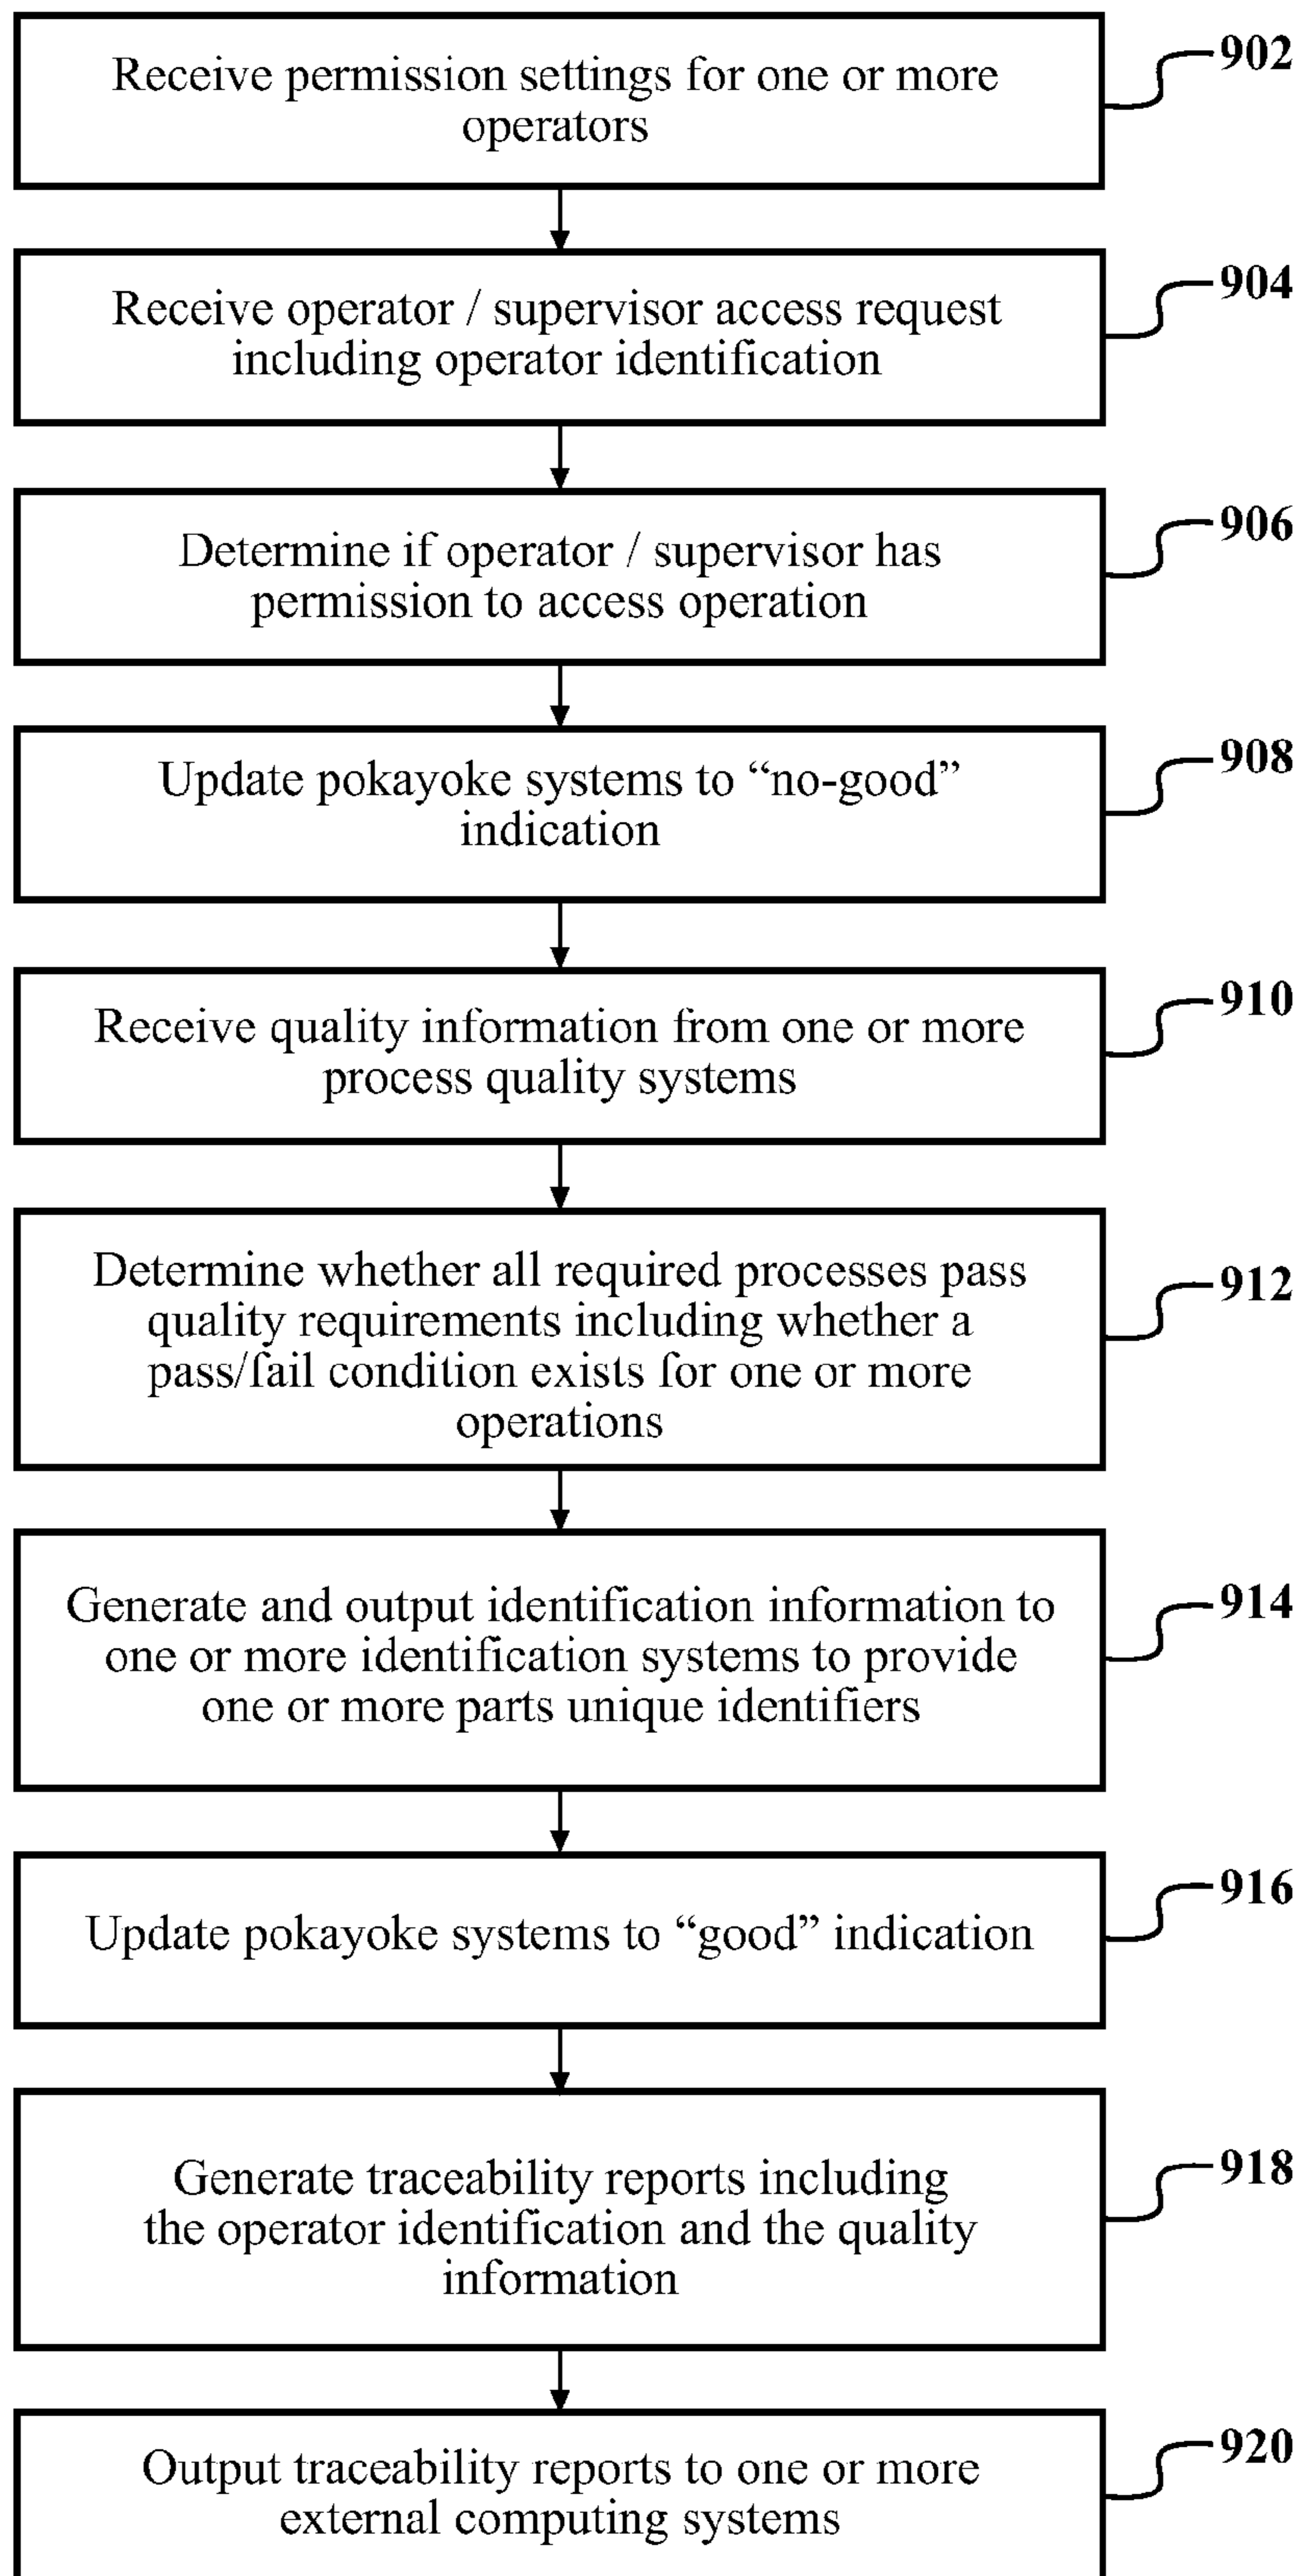 Receive permission settings for one or more
operators
902
Receive operator / supervisor access request
including operator identification
904
Determine if operator / supervisor has
permission to access operation
906
Update pokayoke systems to “no-good”
indication
908
Receive quality information from one or more
process quality systems
910
Determine whether all required processes pass
quality requirements including whether a
pass/fail condition exists for one or more
operations
912
Generate and output identification information to
one or more identification systems to provide
one or more parts unique identifiers
914
Update pokayoke systems to “good” indication
916
Generate traceability reports including
the operator identification and the quality
information
918
Output traceability reports to one or more
external computing systems
920